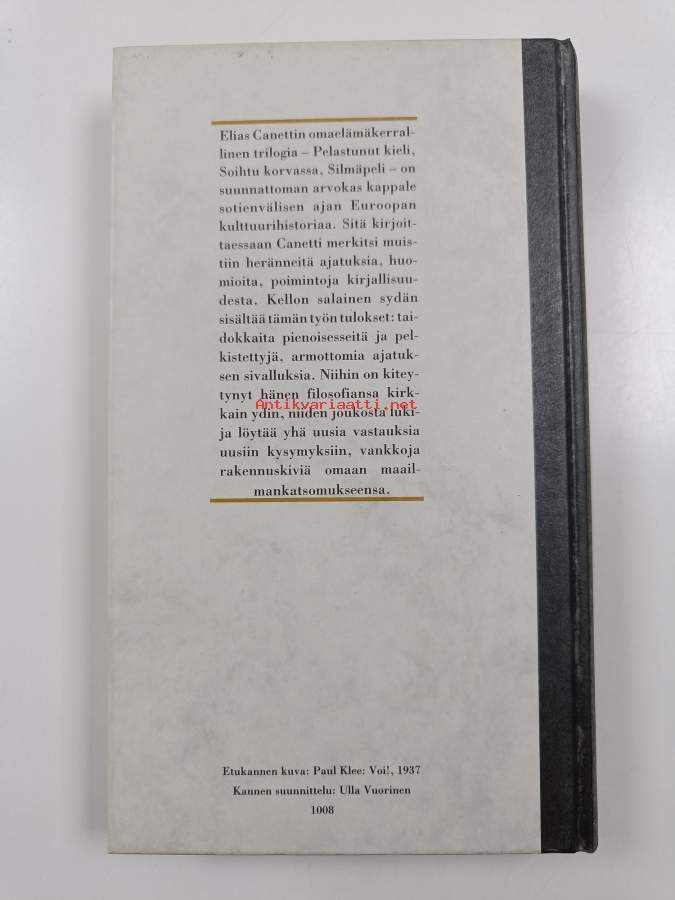 Elias Canettin omaelämäkerral-
linen trilogia – Pelastunut kieli,
Soihtu korvassa, Silmäpeli – on
suunnattoman arvokas kappale
sotienvälisen ajan Euroopan
kulttuurihistoriaa. Sitä kirjoit-
taessaan Canetti merkitsi muis-
tiin heränneitä ajatuksia, huo-
mioita, poimintoja kirjallisuu-
desta. Kellon salainen sydän
sisältää tämän työn tulokset: tai-
dokkaita pienoisesseitä ja pel-
kistettyjä, armottomia ajatuk-
sen sivalluksia. Niihin on kitey-
tynyt hänen filosofiansa kirk-
Antikvariaatti.net
kain ydin, niiden joukosta luki-
ja löytää yhä uusia vastauksia
uusiin kysymyksiin, vankkoja
rakennuskiviä omaan maail-
mankatsomukseensa.
Etukannen kuva: Paul Klee: Voi!, 1937
Kannen suunnittelu: Ulla Vuorinen
1008